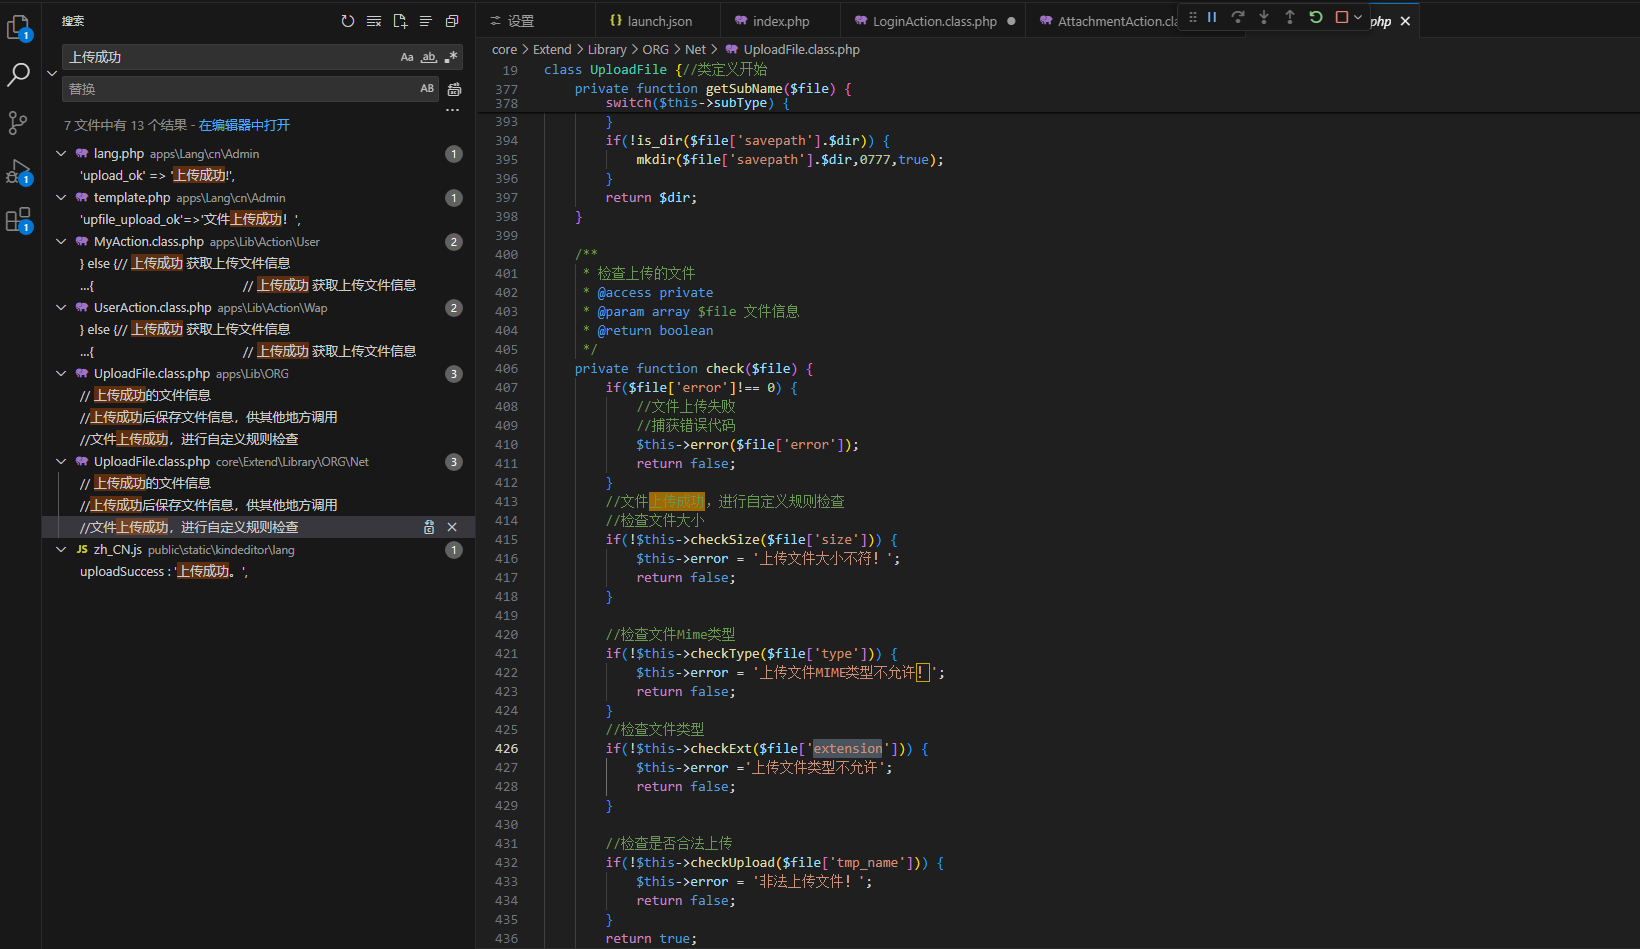 搜索
上传成功
Aa ab .*
替换
AB
7 文件中有 13 个结果 - 在编辑器中打开
lang.php apps\Lang\cn\Admin 1
'upload_ok' => '上传成功!',
template.php apps\Lang\cn\Admin 1
'upfile_upload_ok'=>'文件上传成功！',
MyAction.class.php apps\Lib\Action\User 2
} else {// 上传成功 获取上传文件信息
...{ // 上传成功 获取上传文件信息
UserAction.class.php apps\Lib\Action\Wap 2
} else {// 上传成功 获取上传文件信息
...{ // 上传成功 获取上传文件信息
UploadFile.class.php apps\Lib\ORG 3
// 上传成功的文件信息
//上传成功后保存文件信息，供其他地方调用
//文件上传成功，进行自定义规则检查
UploadFile.class.php core\Extend\Library\ORG\Net 3
// 上传成功的文件信息
//上传成功后保存文件信息，供其他地方调用
//文件上传成功，进行自定义规则检查
JS zh_CN.js public\static\kindeditor\lang 1
uploadSuccess : '上传成功。',
1
1
1
设置
{} launch.json
index.php
LoginAction.class.php
AttachmentAction.cla
php
core > Extend > Library > ORG > Net > UploadFile.class.php
19 class UploadFile {//类定义开始
377 private function getSubName($file) {
378 switch($this->subType) {
393 }
394 if(!is_dir($file['savepath'].$dir)) {
395 mkdir($file['savepath'].$dir,0777,true);
396 }
397 return $dir;
398 }
399
400 /**
401 * 检查上传的文件
402 * @access private
403 * @param array $file 文件信息
404 * @return boolean
405 */
406 private function check($file) {
407 if($file['error']!== 0) {
408 //文件上传失败
409 //捕获错误代码
410 $this->error($file['error']);
411 return false;
412 }
413 //文件上传成功，进行自定义规则检查
414 //检查文件大小
415 if(!$this->checkSize($file['size'])) {
416 $this->error = '上传文件大小不符！';
417 return false;
418 }
419
420 //检查文件Mime类型
421 if(!$this->checkType($file['type'])) {
422 $this->error = '上传文件MIME类型不允许！';
423 return false;
424 }
425 //检查文件类型
426 if(!$this->checkExt($file['extension'])) {
427 $this->error ='上传文件类型不允许';
428 return false;
429 }
430
431 //检查是否合法上传
432 if(!$this->checkUpload($file['tmp_name'])) {
433 $this->error = '非法上传文件！';
434 return false;
435 }
436 return true;